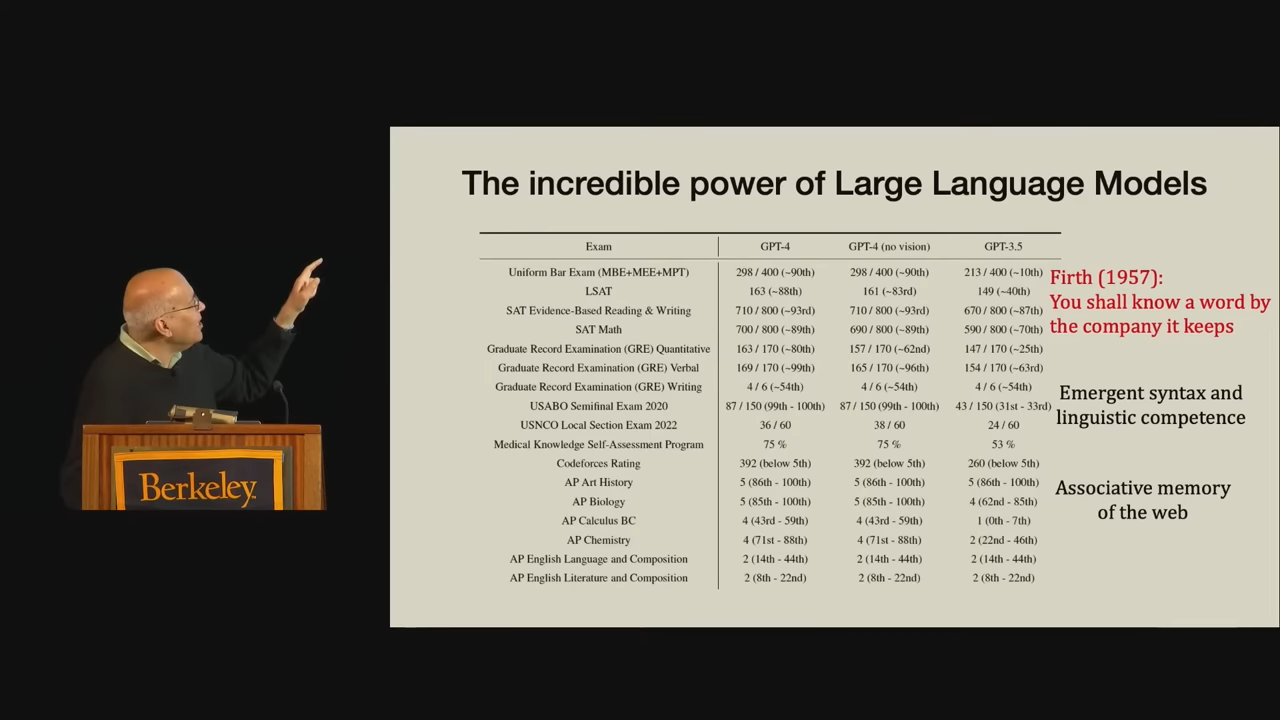 The incredible power of Large Language Models
Exam GPT-4 GPT-4 (no vision) GPT-3.5
Uniform Bar Exam (MBE+MEE+MPT) 298 / 400 (~90th) 298 / 400 (~90th) 213 / 400 (~10th)
LSAT 163 (~88th) 161 (~83rd) 149 (~40th)
SAT Evidence-Based Reading & Writing 710 / 800 (~93rd) 710 / 800 (~93rd) 670 / 800 (~87th)
SAT Math 700 / 800 (~89th) 690 / 800 (~89th) 590 / 800 (~70th)
Graduate Record Examination (GRE) Quantitative 163 / 170 (~80th) 157 / 170 (~62nd) 147 / 170 (~25th)
Graduate Record Examination (GRE) Verbal 169 / 170 (~99th) 165 / 170 (~96th) 154 / 170 (~63rd)
Graduate Record Examination (GRE) Writing 4 / 6 (~54th) 4 / 6 (~54th) 4 / 6 (~54th)
USABO Semifinal Exam 2020 87 / 150 (99th - 100th) 87 / 150 (99th - 100th) 43 / 150 (31st - 33rd)
USNCO Local Section Exam 2022 36 / 60 38 / 60 24 / 60
Medical Knowledge Self-Assessment Program 75 % 75 % 53 %
Codeforces Rating 392 (below 5th) 392 (below 5th) 260 (below 5th)
AP Art History 5 (86th - 100th) 5 (86th - 100th) 5 (86th - 100th)
AP Biology 5 (85th - 100th) 5 (85th - 100th) 4 (62nd - 85th)
AP Calculus BC 4 (43rd - 59th) 4 (43rd - 59th) 1 (0th - 7th)
AP Chemistry 4 (71st - 88th) 4 (71st - 88th) 2 (22nd - 46th)
AP English Language and Composition 2 (14th - 44th) 2 (14th - 44th) 2 (14th - 44th)
AP English Literature and Composition 2 (8th - 22nd) 2 (8th - 22nd) 2 (8th - 22nd)
Firth (1957):
You shall know a word by
the company it keeps
Emergent syntax and
linguistic competence
Associative memory
of the web
Berkeley